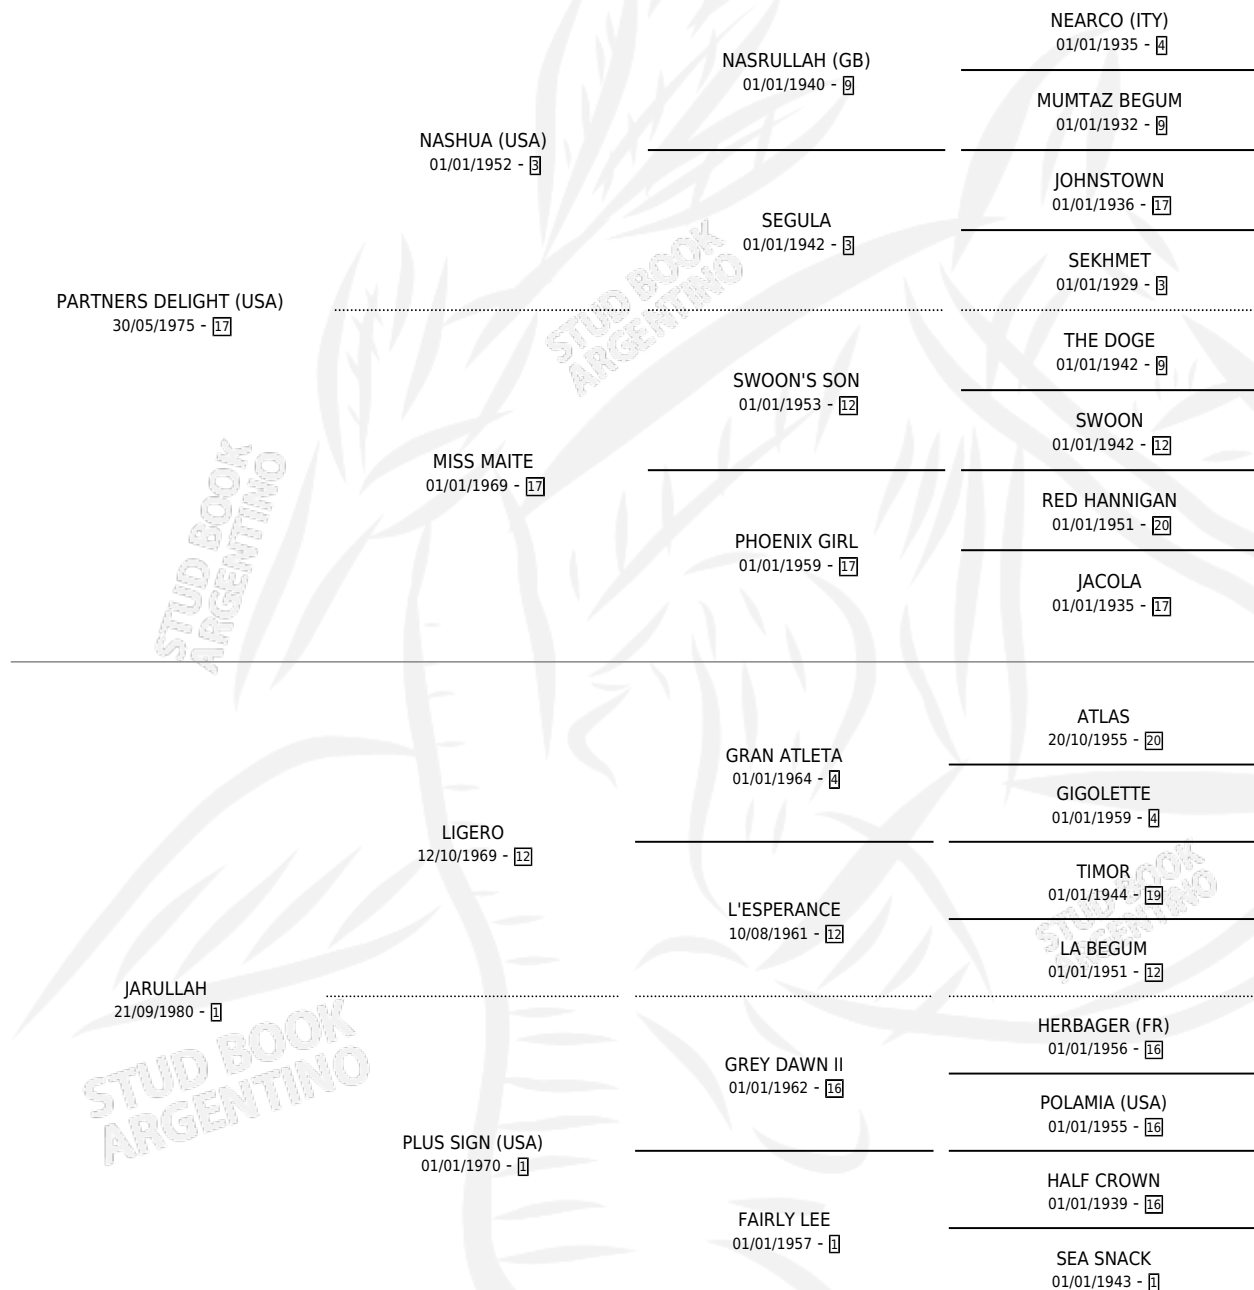 NEARCO (ITY)
01/01/1935 - 4
NASRULLAH (GB)
01/01/1940 - 9
MUMTAZ BEGUM
01/01/1932 - 9
NASHUA (USA)
01/01/1952 - 3
JOHNSTOWN
01/01/1936 - 17
SEGULA
01/01/1942 - 3
SEKHMET
01/01/1929 - 3
PARTNERS DELIGHT (USA)
30/05/1975 - 17
THE DOGE
01/01/1942 - 9
SWOON'S SON
01/01/1953 - 12
SWOON
01/01/1942 - 12
MISS MAITE
01/01/1969 - 17
RED HANNIGAN
01/01/1951 - 20
PHOENIX GIRL
01/01/1959 - 17
JACOLA
01/01/1935 - 17
ATLAS
20/10/1955 - 20
GRAN ATLETA
01/01/1964 - 4
GIGOLETTE
01/01/1959 - 4
LIGERO
12/10/1969 - 12
TIMOR
01/01/1944 - 19
L'ESPERANCE
10/08/1961 - 12
LA BEGUM
01/01/1951 - 12
JARULLAH
21/09/1980 - 1
HERBAGER (FR)
01/01/1956 - 16
GREY DAWN II
01/01/1962 - 16
POLAMIA (USA)
01/01/1955 - 16
PLUS SIGN (USA)
01/01/1970 - 1
HALF CROWN
01/01/1939 - 16
FAIRLY LEE
01/01/1957 - 1
SEA SNACK
01/01/1943 - 1
STUD BOOK
ARGENTINO
STUD BOOK
ARGENTINO
STUD BOOK
ARGENTINO
STUD BOOK
ARGENTINO